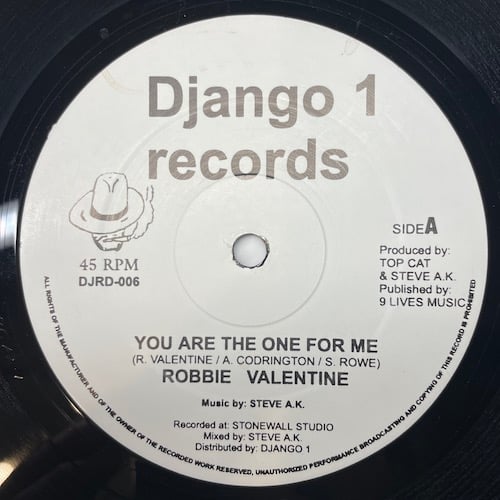 Django 1
records
SIDE A
Produced by:
TOP CAT
& STEVE A.K.
Published by:
9 LIVES MUSIC
45 RPM
DJRD-006
YOU ARE THE ONE FOR ME
(R. VALENTINE / A. CODRINGTON / S. ROWE)
ROBBIE VALENTINE
Music by: STEVE A.K.
Recorded at: STONEWALL STUDIO
Mixed by: STEVE A.K.
Distributed by: DJANGO 1
ALL RIGHTS OF THE MANUFACTURER AND OF THE OWNER OF THE RECORDED WORK RESERVED, UNAUTHORIZED PERFORMANCE BROADCASTING AND COPYING OF THIS RECORD IS PROHIBITED